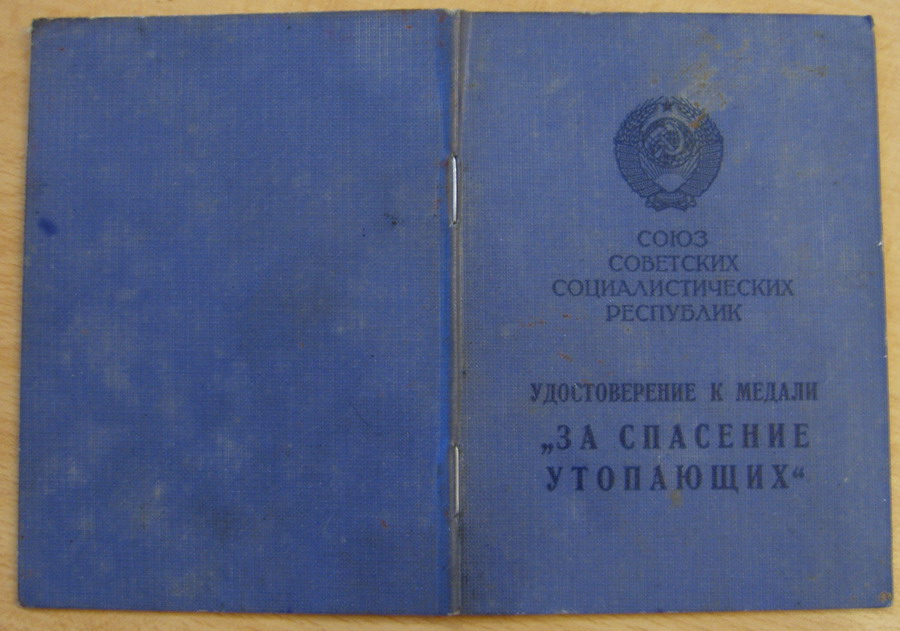 СОЮЗ
СОВЕТСКИХ
СОЦИАЛИСТИЧЕСКИХ
РЕСПУБЛИК
УДОСТОВЕРЕНИЕ К МЕДАЛИ
„ЗА СПАСЕНИЕ
УТОПАЮЩИХ“